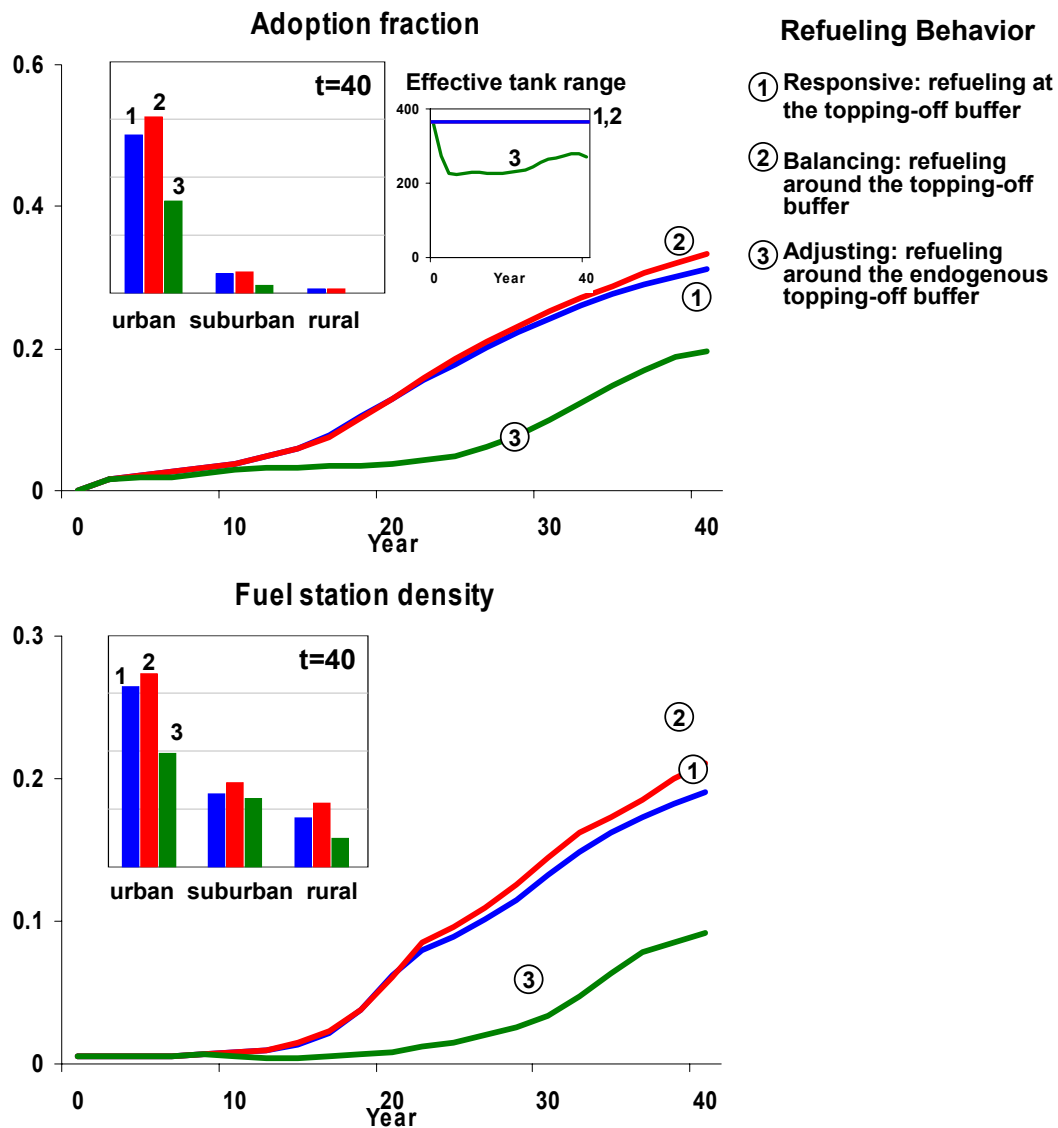 Adoption fraction
Refueling Behavior
0.6
0.4
0.2
0
t=40
1
2
3
urban suburban rural
Effective tank range
400
200
0
1,2
3
0
Year
40
2
1
3
0
10
20
30
40
Year
1 Responsive: refueling at
the topping-off buffer
2 Balancing: refueling
around the topping-off
buffer
3 Adjusting: refueling
around the endogenous
topping-off buffer
Fuel station density
0.3
0.2
0.1
0
t=40
1
2
3
urban suburban rural
2
1
3
0
10
20
30
40
Year